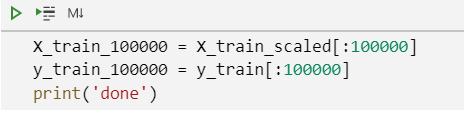 M↓
X_train_100000 = X_train_scaled[:100000]
y_train_100000 = y_train[:100000]
print('done')